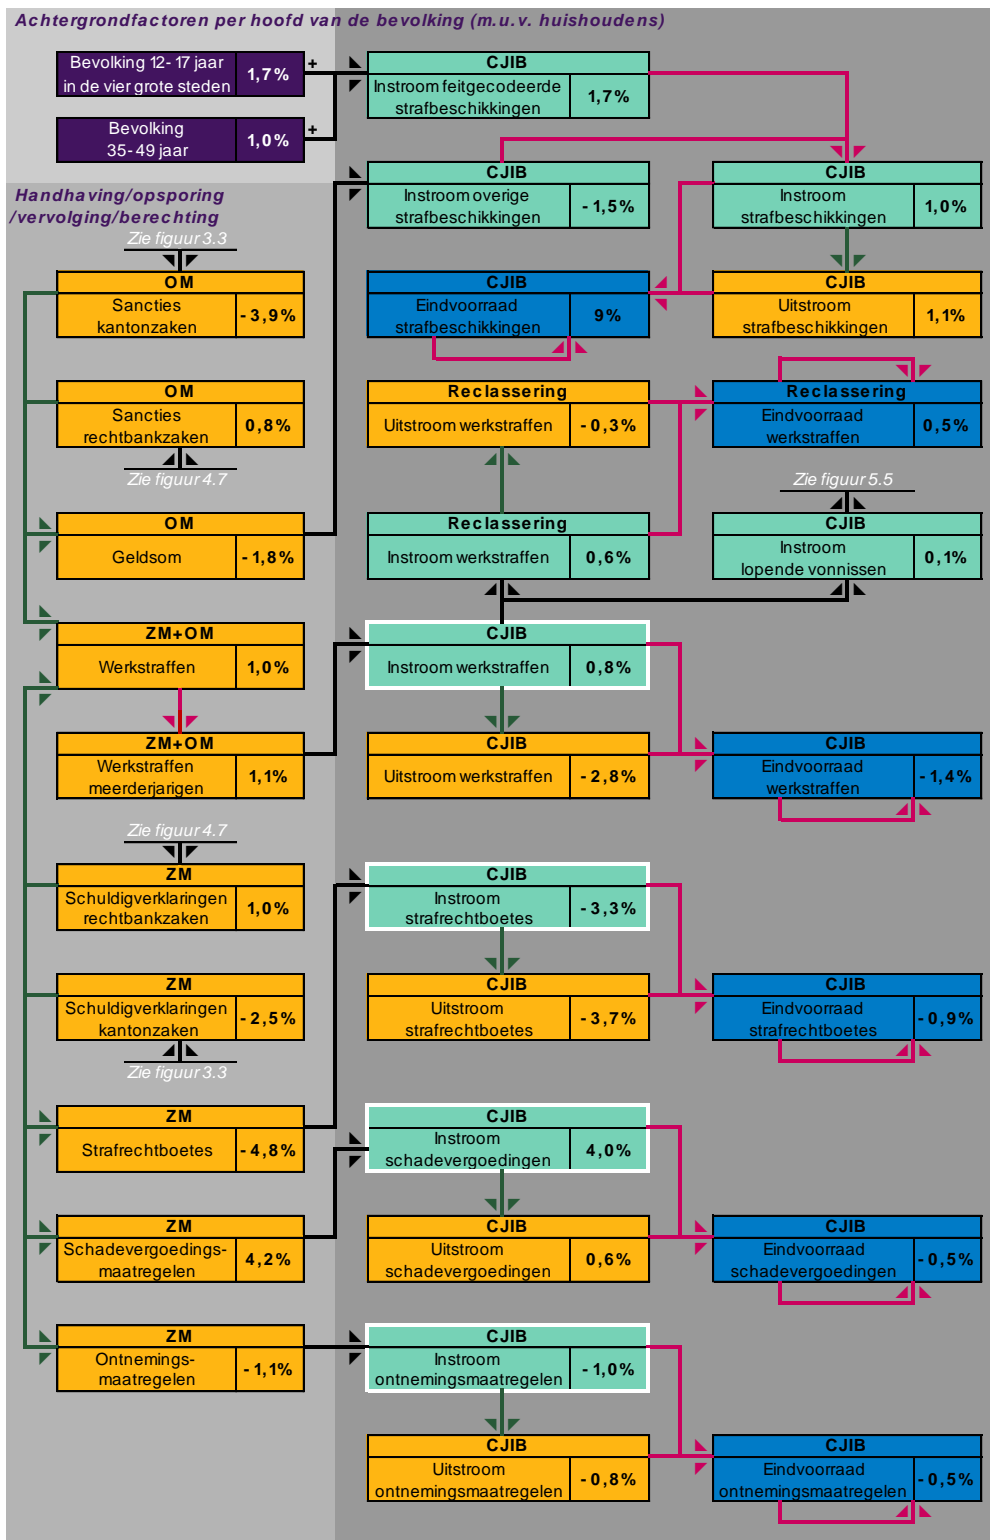 Achtergrondfactoren per hoofd van de bevolking (m.u.v. huishoudens)
Bevolking 12-17 jaar
in de vier grote steden
1,7%
+
CJIB
Instroom feitgecodeerde
strafbeschikkingen
1,7%
Bevolking
35-49 jaar
1,0%
+
Handhaving/opsporing
/vervolging/berechting
CJIB
Instroom overige
strafbeschikkingen
-1,5%
CJIB
Instroom
strafbeschikkingen
1,0%
Zie figuur 3.3
OM
Sancties
kantonzaken
-3,9%
CJIB
Eindvoorraad
strafbeschikkingen
9%
CJIB
Uitstroom
strafbeschikkingen
1,1%
OM
Sancties
rechtbankzaken
0,8%
Zie figuur 4.7
Reclassering
Uitstroom werkstraffen
-0,3%
Reclassering
Eindvoorraad
werkstraffen
0,5%
Zie figuur 5.5
OM
Geldsom
-1,8%
Reclassering
Instroom werkstraffen
0,6%
CJIB
Instroom
lopende vonnissen
0,1%
ZM+OM
Werkstraffen
1,0%
CJIB
Instroom werkstraffen
0,8%
ZM+OM
Werkstraffen
meerderjarigen
1,1%
CJIB
Uitstroom werkstraffen
-2,8%
CJIB
Eindvoorraad
werkstraffen
-1,4%
Zie figuur 4.7
ZM
Schuldigverklaringen
rechtbankzaken
1,0%
CJIB
Instroom
strafrechtboetes
-3,3%
ZM
Schuldigverklaringen
kantonzaken
-2,5%
Zie figuur 3.3
CJIB
Uitstroom
strafrechtboetes
-3,7%
CJIB
Eindvoorraad
strafrechtboetes
-0,9%
ZM
Strafrechtboetes
-4,8%
CJIB
Instroom
schadevergoedingen
4,0%
ZM
Schadevergoedings-
maatregelen
4,2%
CJIB
Uitstroom
schadevergoedingen
0,6%
CJIB
Eindvoorraad
schadevergoedingen
-0,5%
ZM
Ontnemings-
maatregelen
-1,1%
CJIB
Instroom
ontnemingsmaatregelen
-1,0%
CJIB
Uitstroom
ontnemingsmaatregelen
-0,8%
CJIB
Eindvoorraad
ontnemingsmaatregelen
-0,5%